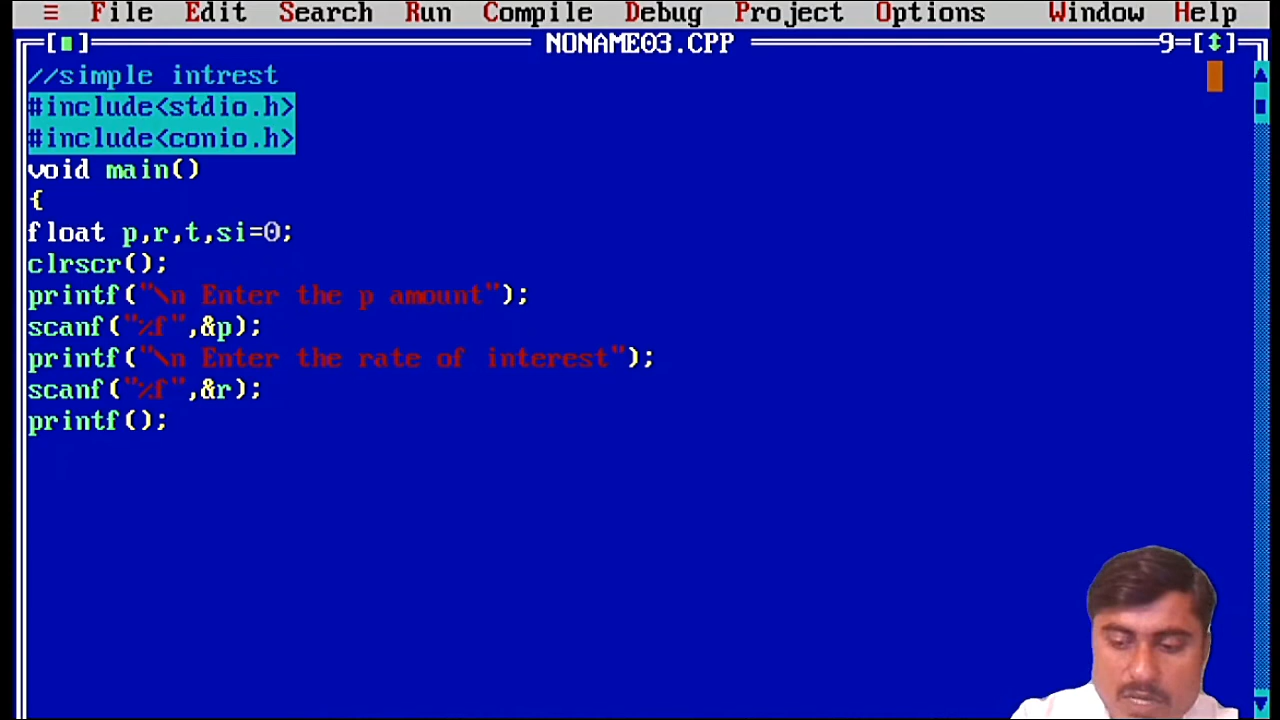 ≡ File Edit Search Run Compile Debug Project Options Window Help
[■] NONAME03.CPP 9=[↕]
//simple intrest
#include<stdio.h>
#include<conio.h>
void main()
{
float p,r,t,si=0;
clrscr();
printf("\n Enter the p amount");
scanf("%f",&p);
printf("\n Enter the rate of interest");
scanf("%f",&r);
printf();